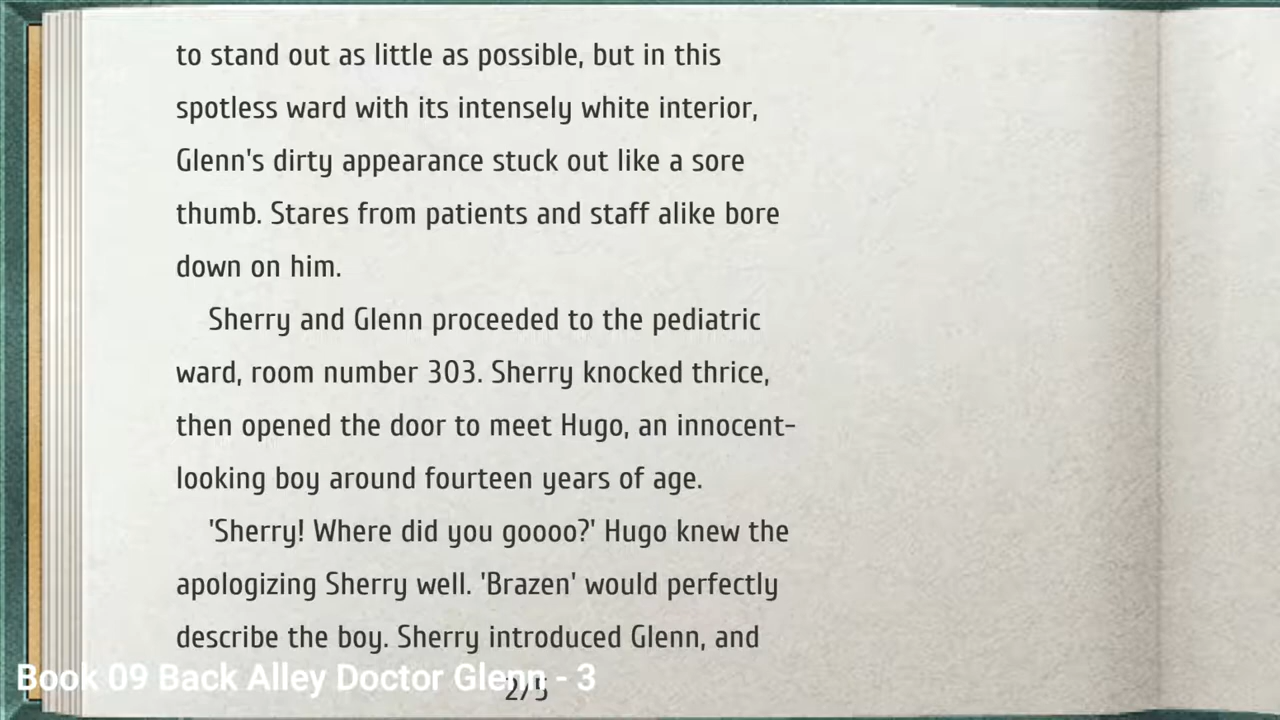 to stand out as little as possible, but in this
spotless ward with its intensely white interior,
Glenn's dirty appearance stuck out like a sore
thumb. Stares from patients and staff alike bore
down on him.
Sherry and Glenn proceeded to the pediatric
ward, room number 303. Sherry knocked thrice,
then opened the door to meet Hugo, an innocent-
looking boy around fourteen years of age.
'Sherry! Where did you goooo?' Hugo knew the
apologizing Sherry well. 'Brazen' would perfectly
describe the boy. Sherry introduced Glenn, and
Book 09 Back Alley Doctor Glenn - 3
2/5